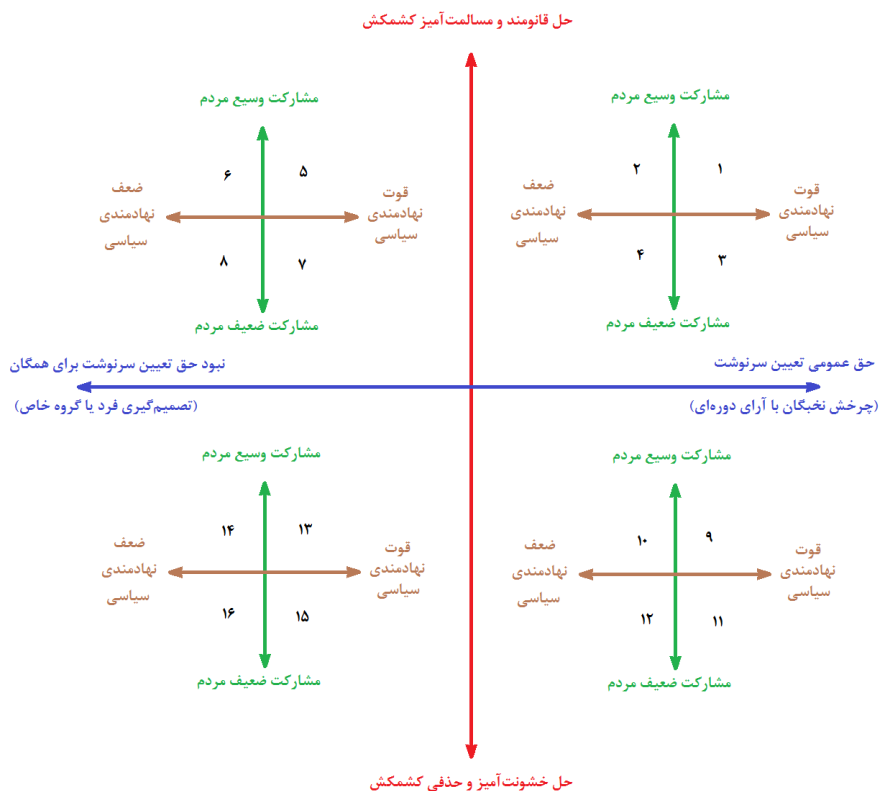 حل قانومند و مسالمت‌آمیز کشمکش
مشارکت وسیع مردم
۱
۲
قوت
نهادمندی
سیاسی
ضعف
نهادمندی
سیاسی
۳
۴
مشارکت ضعیف مردم
مشارکت وسیع مردم
۵
۶
قوت
نهادمندی
سیاسی
ضعف
نهادمندی
سیاسی
۷
۸
مشارکت ضعیف مردم
حق عمومی تعیین سرنوشت
(چرخش نخبگان با آرای دوره‌ای)
نبود حق تعیین سرنوشت برای همگان
(تصمیم‌گیری فرد یا گروه خاص)
مشارکت وسیع مردم
۹
۱۰
قوت
نهادمندی
سیاسی
ضعف
نهادمندی
سیاسی
۱۱
۱۲
مشارکت ضعیف مردم
مشارکت وسیع مردم
۱۳
۱۴
قوت
نهادمندی
سیاسی
ضعف
نهادمندی
سیاسی
۱۵
۱۶
مشارکت ضعیف مردم
حل خشونت‌آمیز و حذفی کشمکش